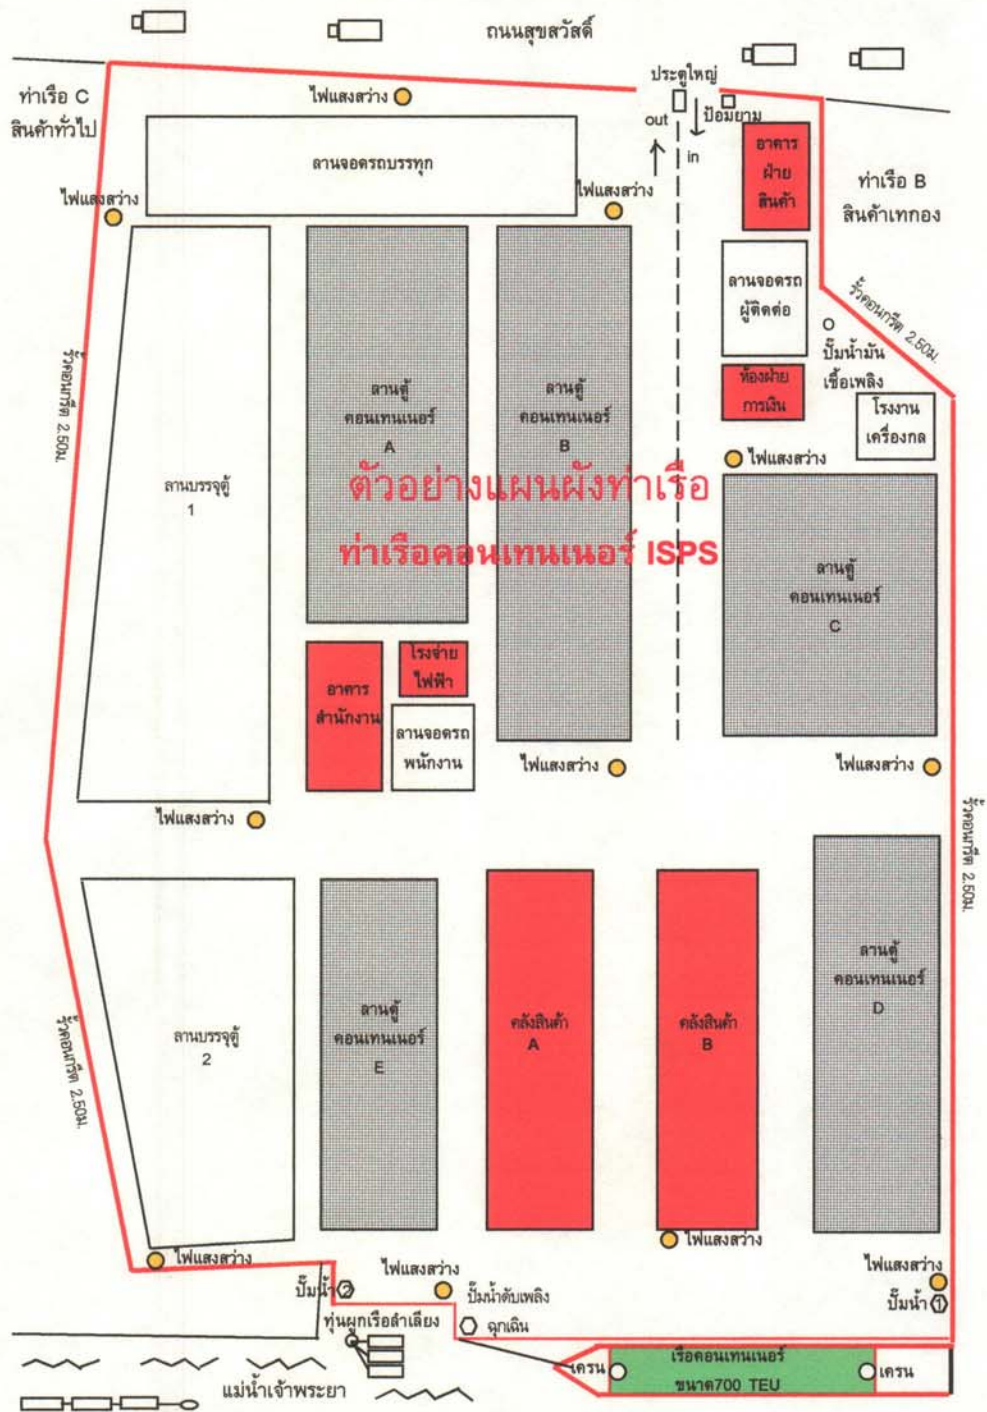 ถนนสุขสวัสดิ์
ประตูใหญ่
ท่าเรือ C
สินค้าทั่วไป
ไฟแสงสว่าง
out
ป้อมยาม
in
อาคาร
ฝ่าย
สินค้า
ลานจอดรถบรรทุก
ท่าเรือ B
สินค้าเทกอง
ไฟแสงสว่าง
ไฟแสงสว่าง
ลานจอดรถ
ผู้ติดต่อ
รั้วคอนกรีต 2.50ม.
รั้วคอนกรีต 2.50ม.
ปั๊มน้ำมัน
เชื้อเพลิง
ห้องฝ่าย
การเงิน
โรงงาน
เครื่องกล
ลานตู้
คอนเทนเนอร์
A
ลานตู้
คอนเทนเนอร์
B
ไฟแสงสว่าง
ลานบรรจุตู้
1
ตัวอย่างแผนผังท่าเรือ
ท่าเรือคอนเทนเนอร์ ISPS
ลานตู้
คอนเทนเนอร์
C
โรงจ่าย
ไฟฟ้า
อาคาร
สำนักงาน
ลานจอดรถ
พนักงาน
ไฟแสงสว่าง
ไฟแสงสว่าง
ไฟแสงสว่าง
รั้วคอนกรีต 2.50ม.
ลานตู้
คอนเทนเนอร์
D
ลานตู้
คอนเทนเนอร์
E
คลังสินค้า
A
คลังสินค้า
B
ลานบรรจุตู้
2
รั้วคอนกรีต 2.50ม.
ไฟแสงสว่าง
ไฟแสงสว่าง
ไฟแสงสว่าง
ไฟแสงสว่าง
ปั๊มน้ำ 2
ปั๊มน้ำดับเพลิง
ฉุกเฉิน
ปั๊มน้ำ 1
ทุ่นผูกเรือลำเลียง
แม่น้ำเจ้าพระยา
เครน
เรือคอนเทนเนอร์
ขนาด700 TEU
เครน